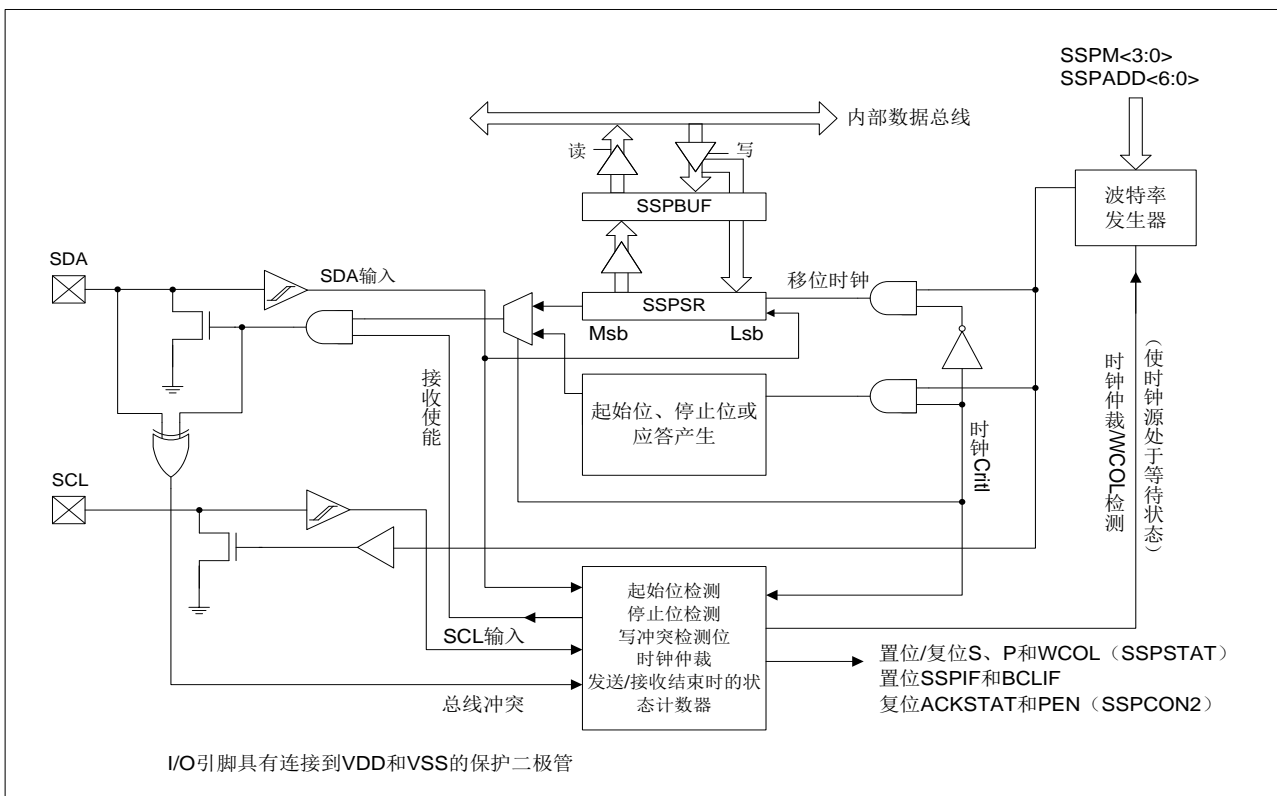 SSPM<3:0>
SSPADD<6:0>
内部数据总线
读
写
SSPBUF
波特率
发生器
SDA
SDA输入
移位时钟
SSPSR
Msb
Lsb
接收使能
起始位、停止位或
应答产生
时钟Critl
时钟仲裁/WCOL检测
(使时钟源处于等待状态)
SCL
SCL输入
起始位检测
停止位检测
写冲突检测位
时钟仲裁
发送/接收结束时的状
态计数器
总线冲突
置位/复位S、P和WCOL（SSPSTAT）
置位SSPIF和BCLIF
复位ACKSTAT和PEN（SSPCON2）
I/O引脚具有连接到VDD和VSS的保护二极管